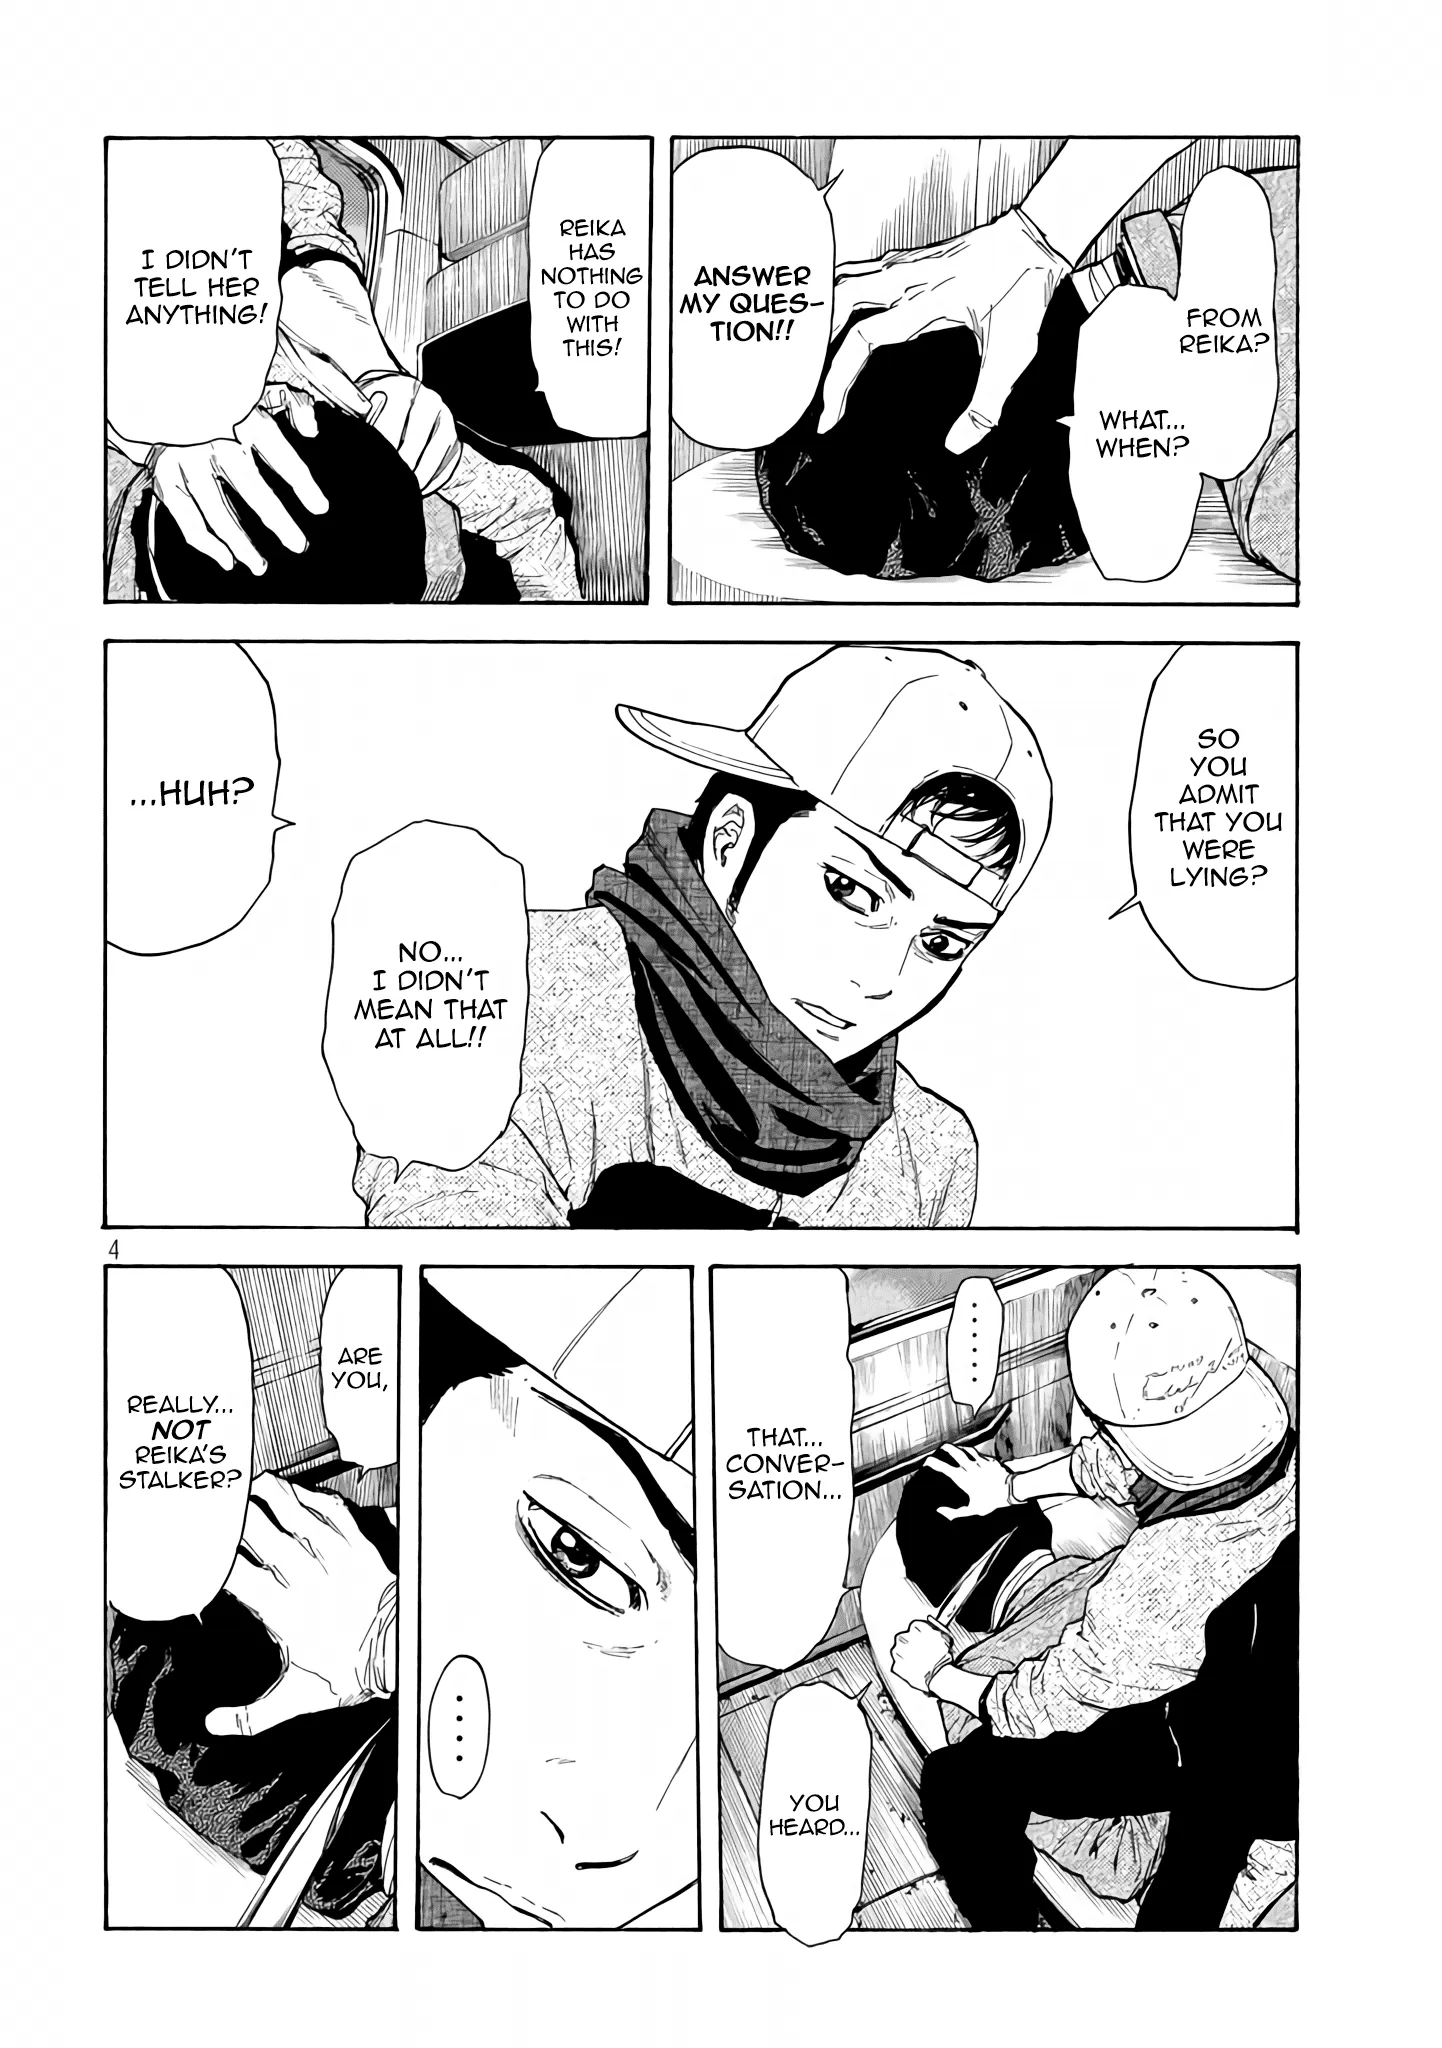 FROM
REIKA?
WHAT...
WHEN?
ANSWER
MY QUES-
TION!!
REIKA
HAS
NOTHING
TO DO
WITH
THIS!
I DIDN'T
TELL HER
ANYTHING!
SO
YOU
ADMIT
THAT YOU
WERE
LYING?
NO...
I DIDN'T
MEAN THAT
AT ALL!!
...HUH?
4
......
THAT...
CONVER-
SATION...
YOU
HEARD...
....
ARE
YOU,
REALLY...
NOT
REIKA'S
STALKER?